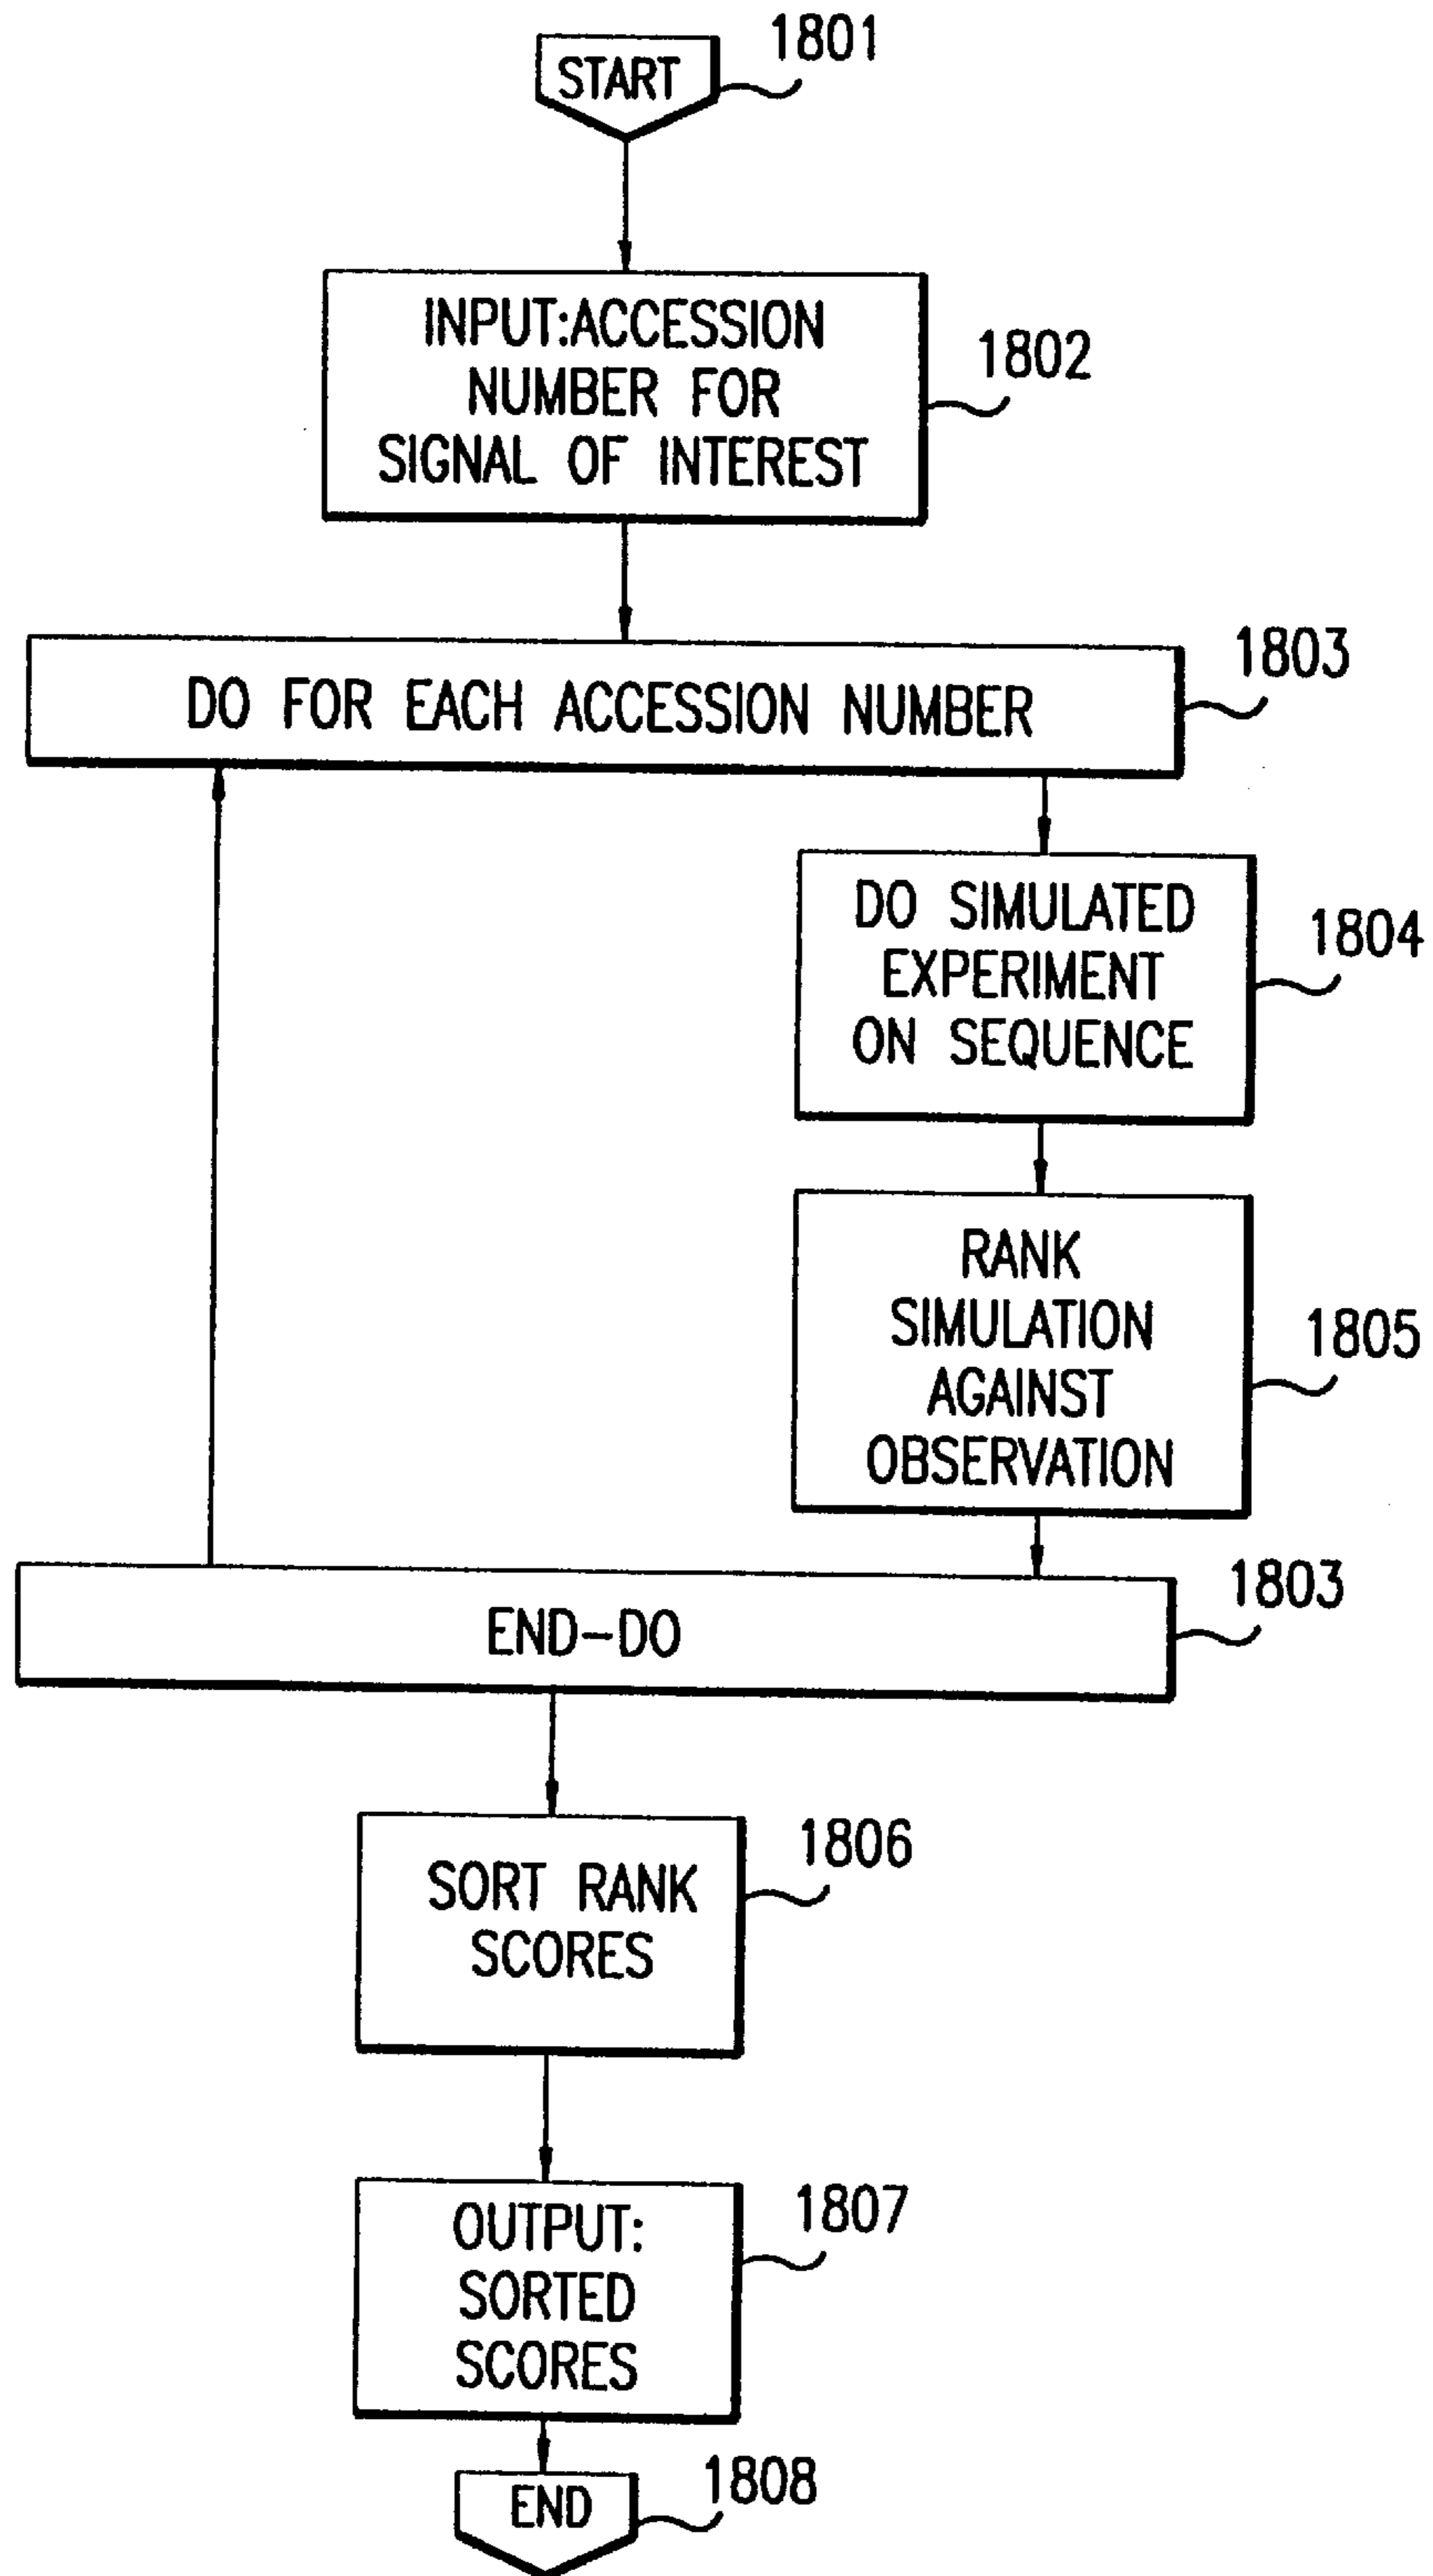 START
1801
INPUT:ACCESSION
NUMBER FOR
SIGNAL OF INTEREST
1802
DO FOR EACH ACCESSION NUMBER
1803
DO SIMULATED
EXPERIMENT
ON SEQUENCE
1804
RANK
SIMULATION
AGAINST
OBSERVATION
1805
END-DO
1803
SORT RANK
SCORES
1806
OUTPUT:
SORTED
SCORES
1807
END
1808